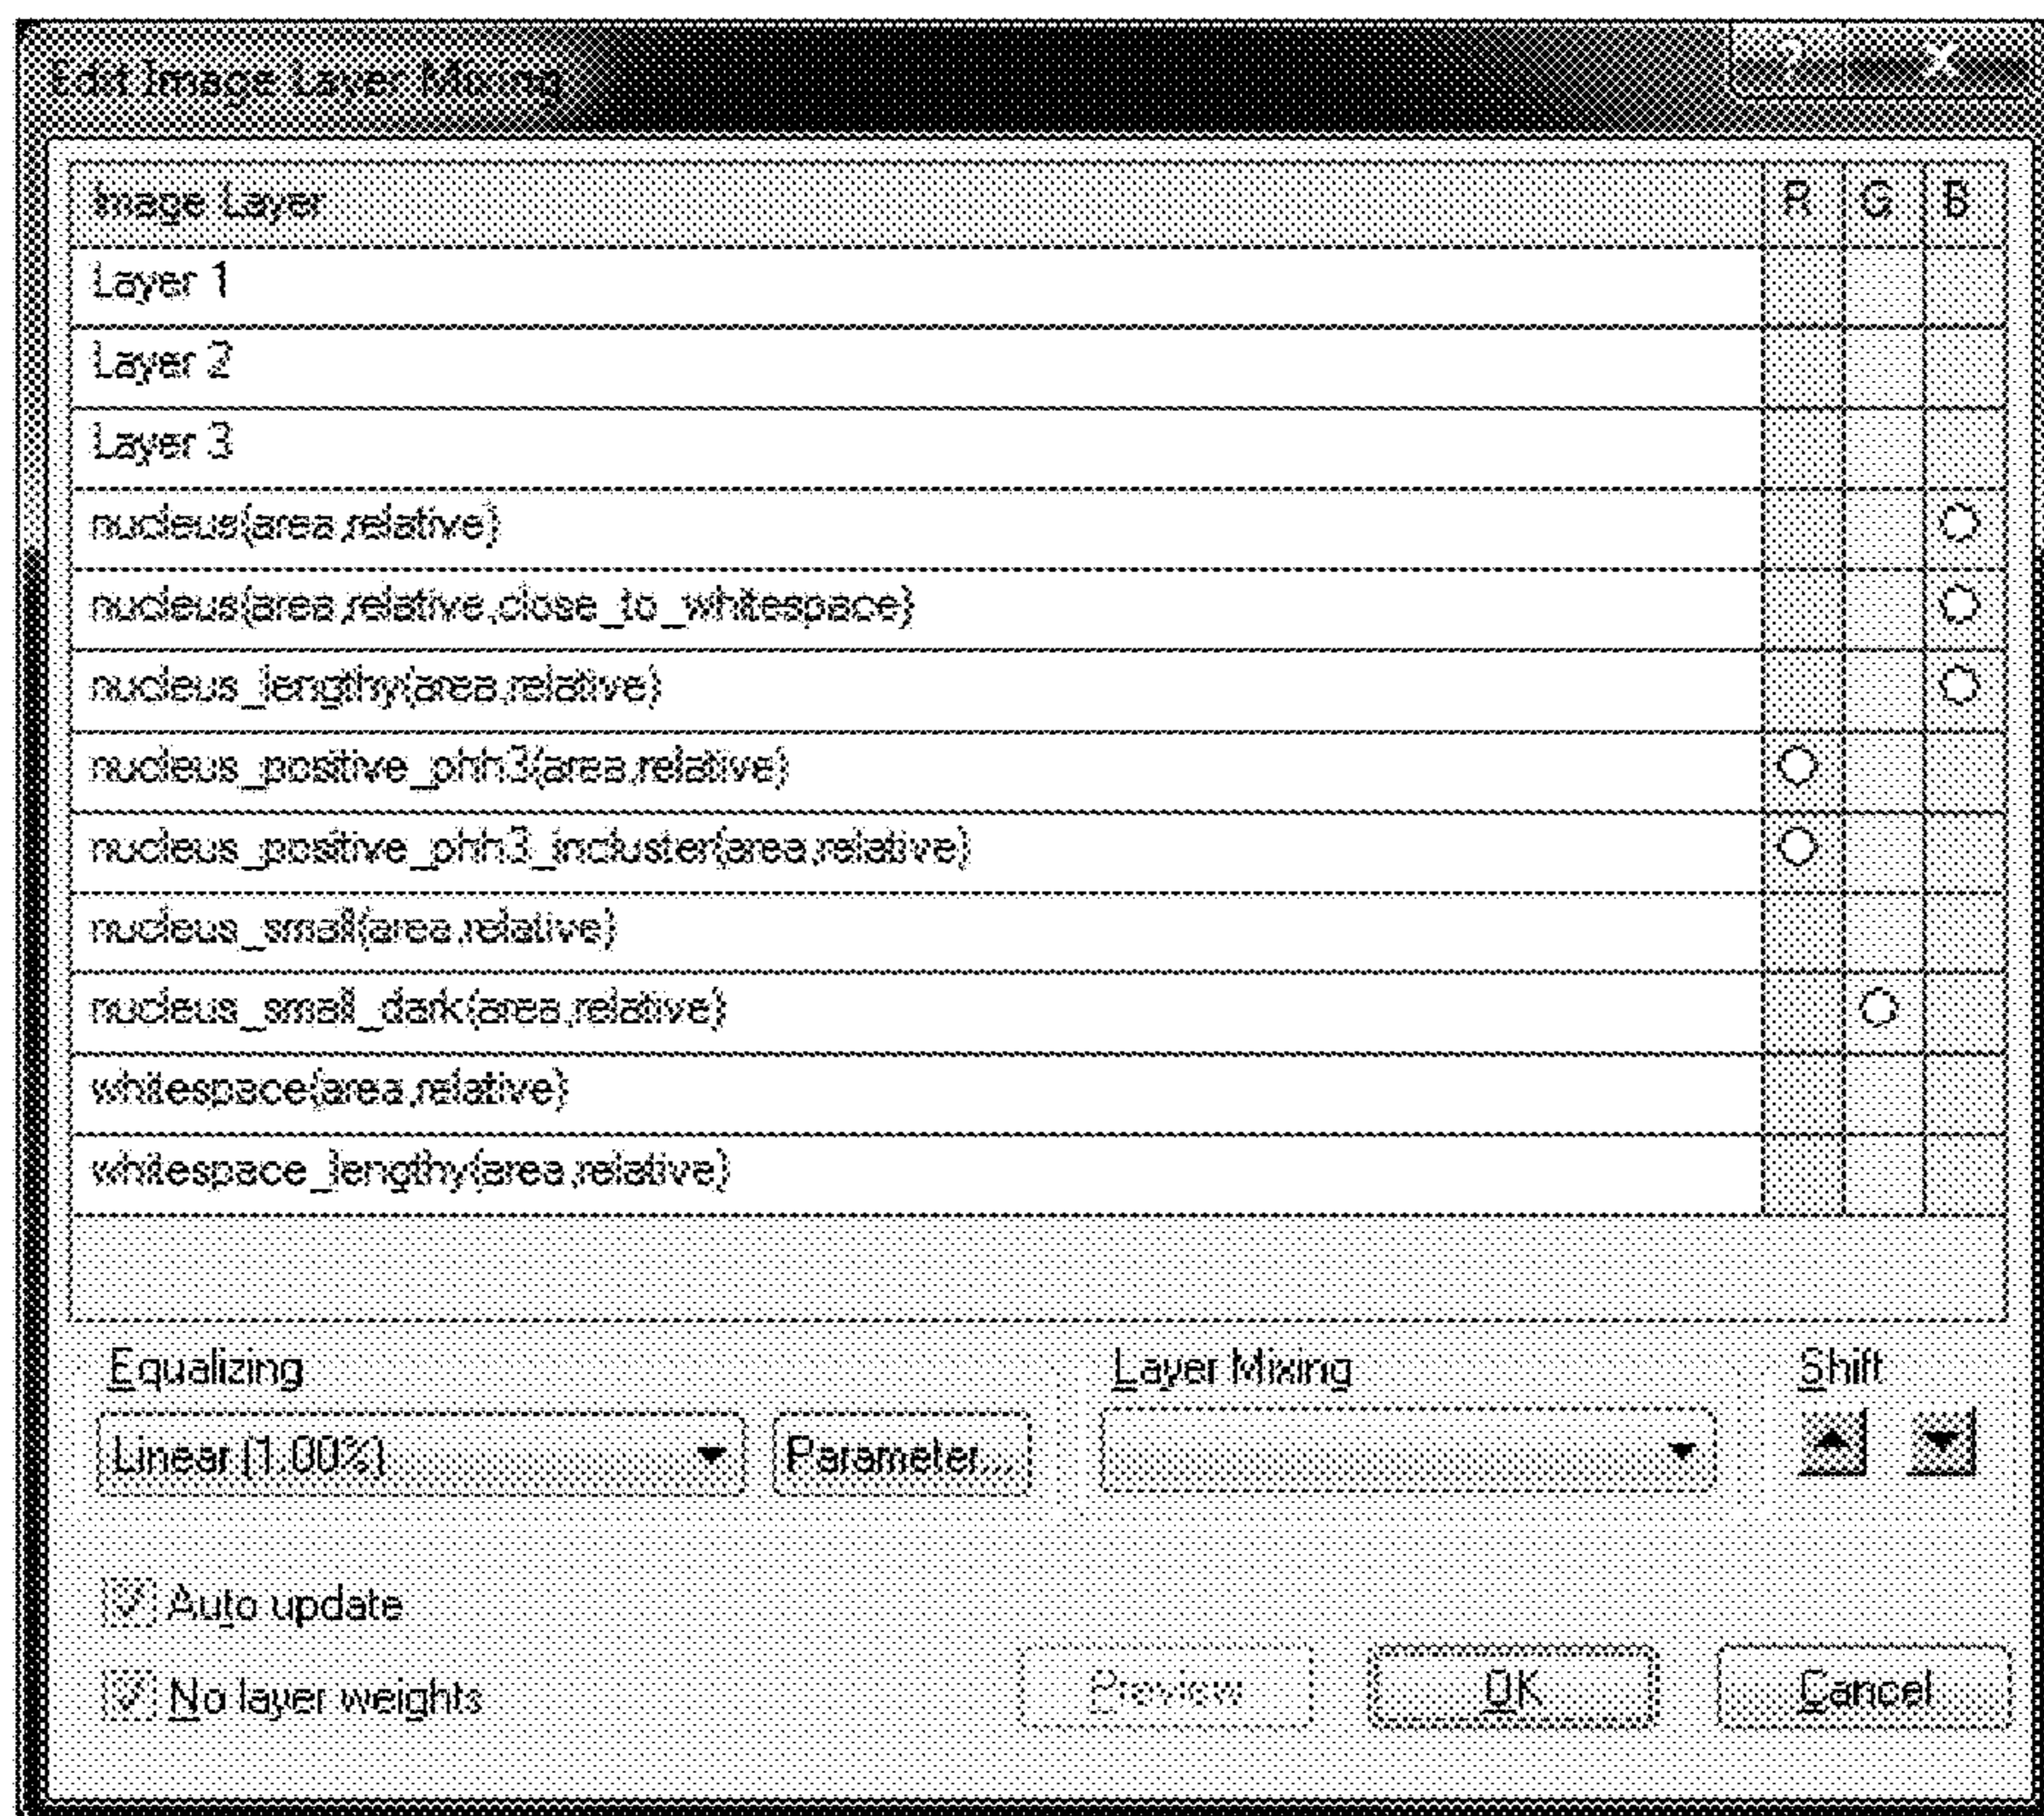 Edit Image Layer Mixing
? X
Image Layer R G B
Layer 1
Layer 2
Layer 3
nucleus(area,relative)
nucleus(area,relative,close_to_whitespace)
nucleus_lengthy(area,relative)
nucleus_positive_phh3(area,relative)
nucleus_positive_phh3_incluster(area,relative)
nucleus_small(area,relative)
nucleus_small_dark(area,relative)
whitespace(area,relative)
whitespace_lengthy(area,relative)
Equalizing Layer Mixing Shift
Linear (1.00%) Parameter...
Auto update
No layer weights
Preview OK Cancel